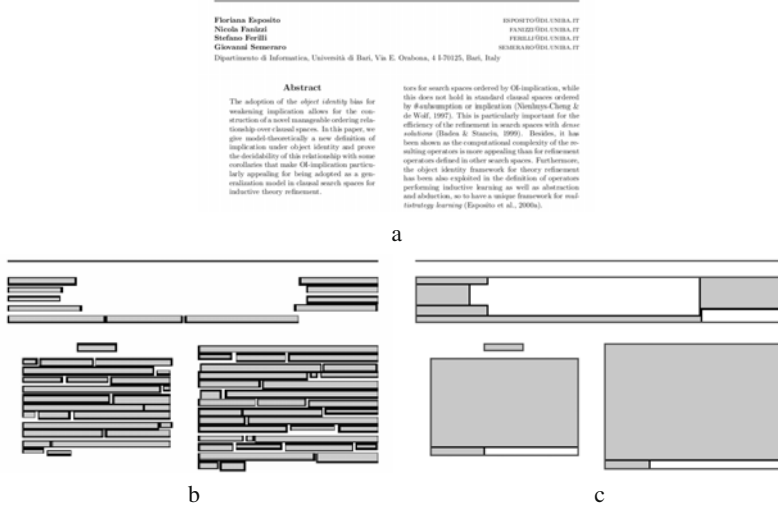 Floriana Esposito ESPOSITO@DI.UNIBA.IT
Nicola Fanizzi FANIZZI@DI.UNIBA.IT
Stefano Ferilli FERILLI@DI.UNIBA.IT
Giovanni Semeraro SEMERARO@DI.UNIBA.IT
Dipartimento di Informatica, Università di Bari, Via E. Orabona, 4 I-70125, Bari, Italy
Abstract
The adoption of the object identity bias for
weakening implication allows for the con-
struction of a novel manageable ordering rela-
tionship over clausal spaces. In this paper, we
give model-theoretically a new definition of
implication under object identity and prove
the decidability of this relationship with some
corollaries that make OI-implication particu-
larly appealing for being adopted as a gen-
eralization model in clausal search spaces for
inductive theory refinement.
tors for search spaces ordered by OI-implication, while
this does not hold in standard clausal spaces ordered
by θ-subsumption or implication (Nienhuys-Cheng &
de Wolf, 1997). This is particularly important for the
efficiency of the refinement in search spaces with dense
solutions (Badea & Stanciu, 1999). Besides, it has
been shown as the computational complexity of the re-
sulting operators is more appealing than for refinement
operators defined in other search spaces. Furthermore,
the object identity framework for theory refinement
has been also exploited in the definition of operators
performing inductive learning as well as abstraction
and abduction, so to have a unique framework for mul-
tistrategy learning (Esposito et al., 2000a).
a
b
c